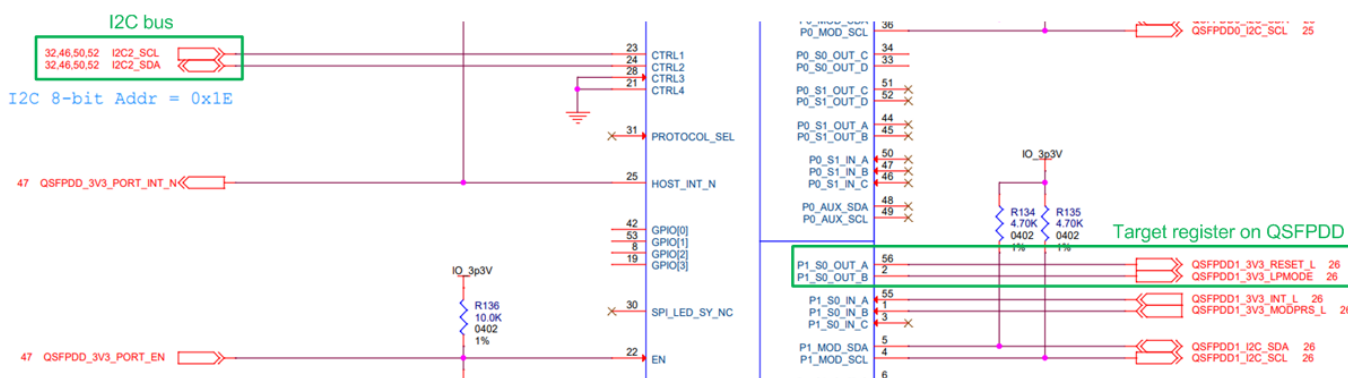 I2C bus
32,46,50,52 I2C2_SCL
32,46,50,52 I2C2_SDA
I2C 8-bit Addr = 0x1E
23
24
28
21
CTRL1
CTRL2
CTRL3
CTRL4
31
PROTOCOL_SEL
47 QSFPDD_3V3_PORT_INT_N
25
HOST_INT_N
42
53
8
19
GPIO[0]
GPIO[1]
GPIO[2]
GPIO[3]
IO_3p3V
R136
10.0K
0402
1%
30
SPI_LED_SY_NC
47 QSFPDD_3V3_PORT_EN
22
EN
P0_MOD_SCL
36
QSFPDD0_I2C_SCL 25
P0_S0_OUT_C
34
P0_S0_OUT_D
33
P0_S1_OUT_C
51
P0_S1_OUT_D
52
P0_S1_OUT_A
44
P0_S1_OUT_B
45
P0_S1_IN_A
50
P0_S1_IN_B
47
P0_S1_IN_C
46
P0_AUX_SDA
48
P0_AUX_SCL
49
IO_3p3V
R134
4.70K
0402
1%
R135
4.70K
0402
1%
Target register on QSFPDD
P1_S0_OUT_A
56
QSFPDD1_3V3_RESET_L 26
P1_S0_OUT_B
2
QSFPDD1_3V3_LPMODE 26
P1_S0_IN_A
55
QSFPDD1_3V3_INT_L 26
P1_S0_IN_B
1
QSFPDD1_3V3_MODPRS_L
P1_S0_IN_C
3
P1_MOD_SDA
5
QSFPDD1_I2C_SDA 26
P1_MOD_SCL
4
QSFPDD1_I2C_SCL 26
6